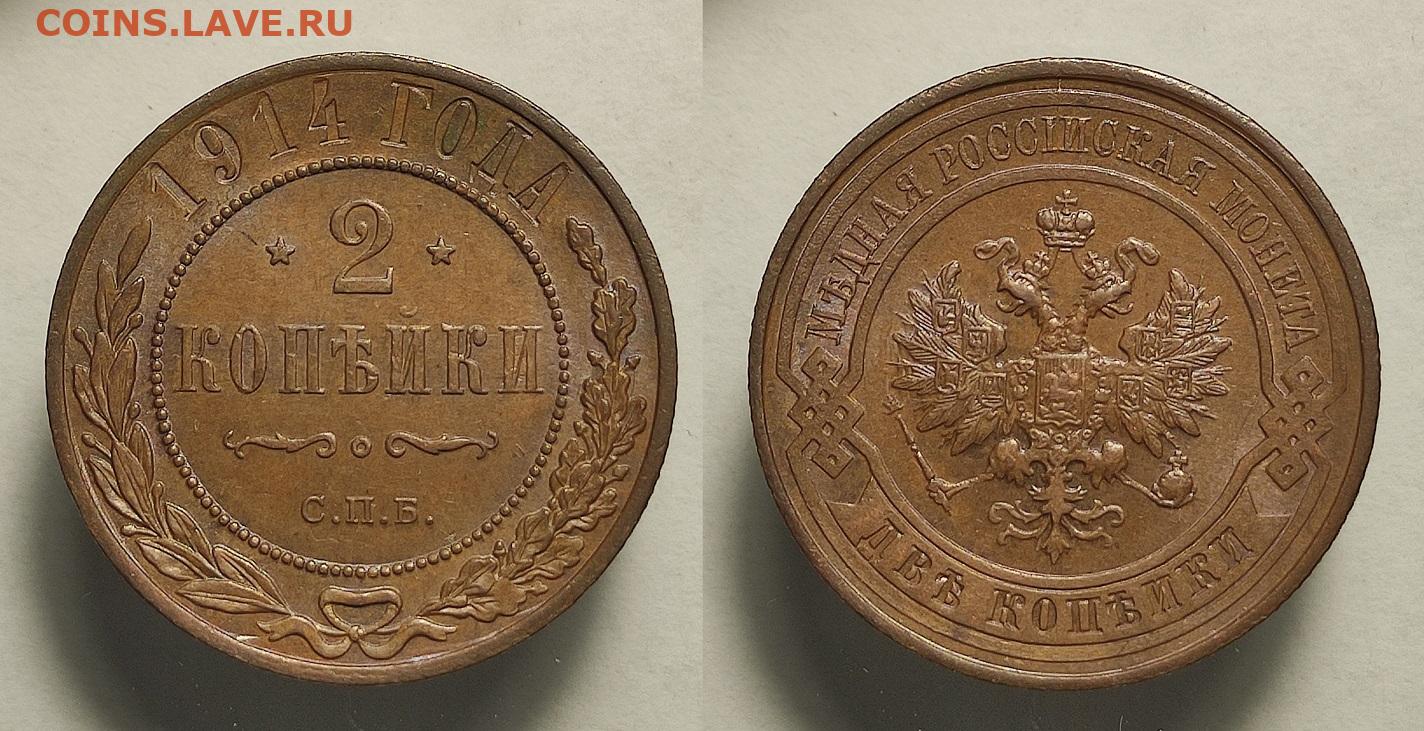 COINS.LAVE.RU
1914 ГОДА
2
КОПѢЙКИ
С.П.Б.
МѢДНАЯ РОССІЙСКАЯ МОНЕТА
ДВѢ КОПѢЙКИ